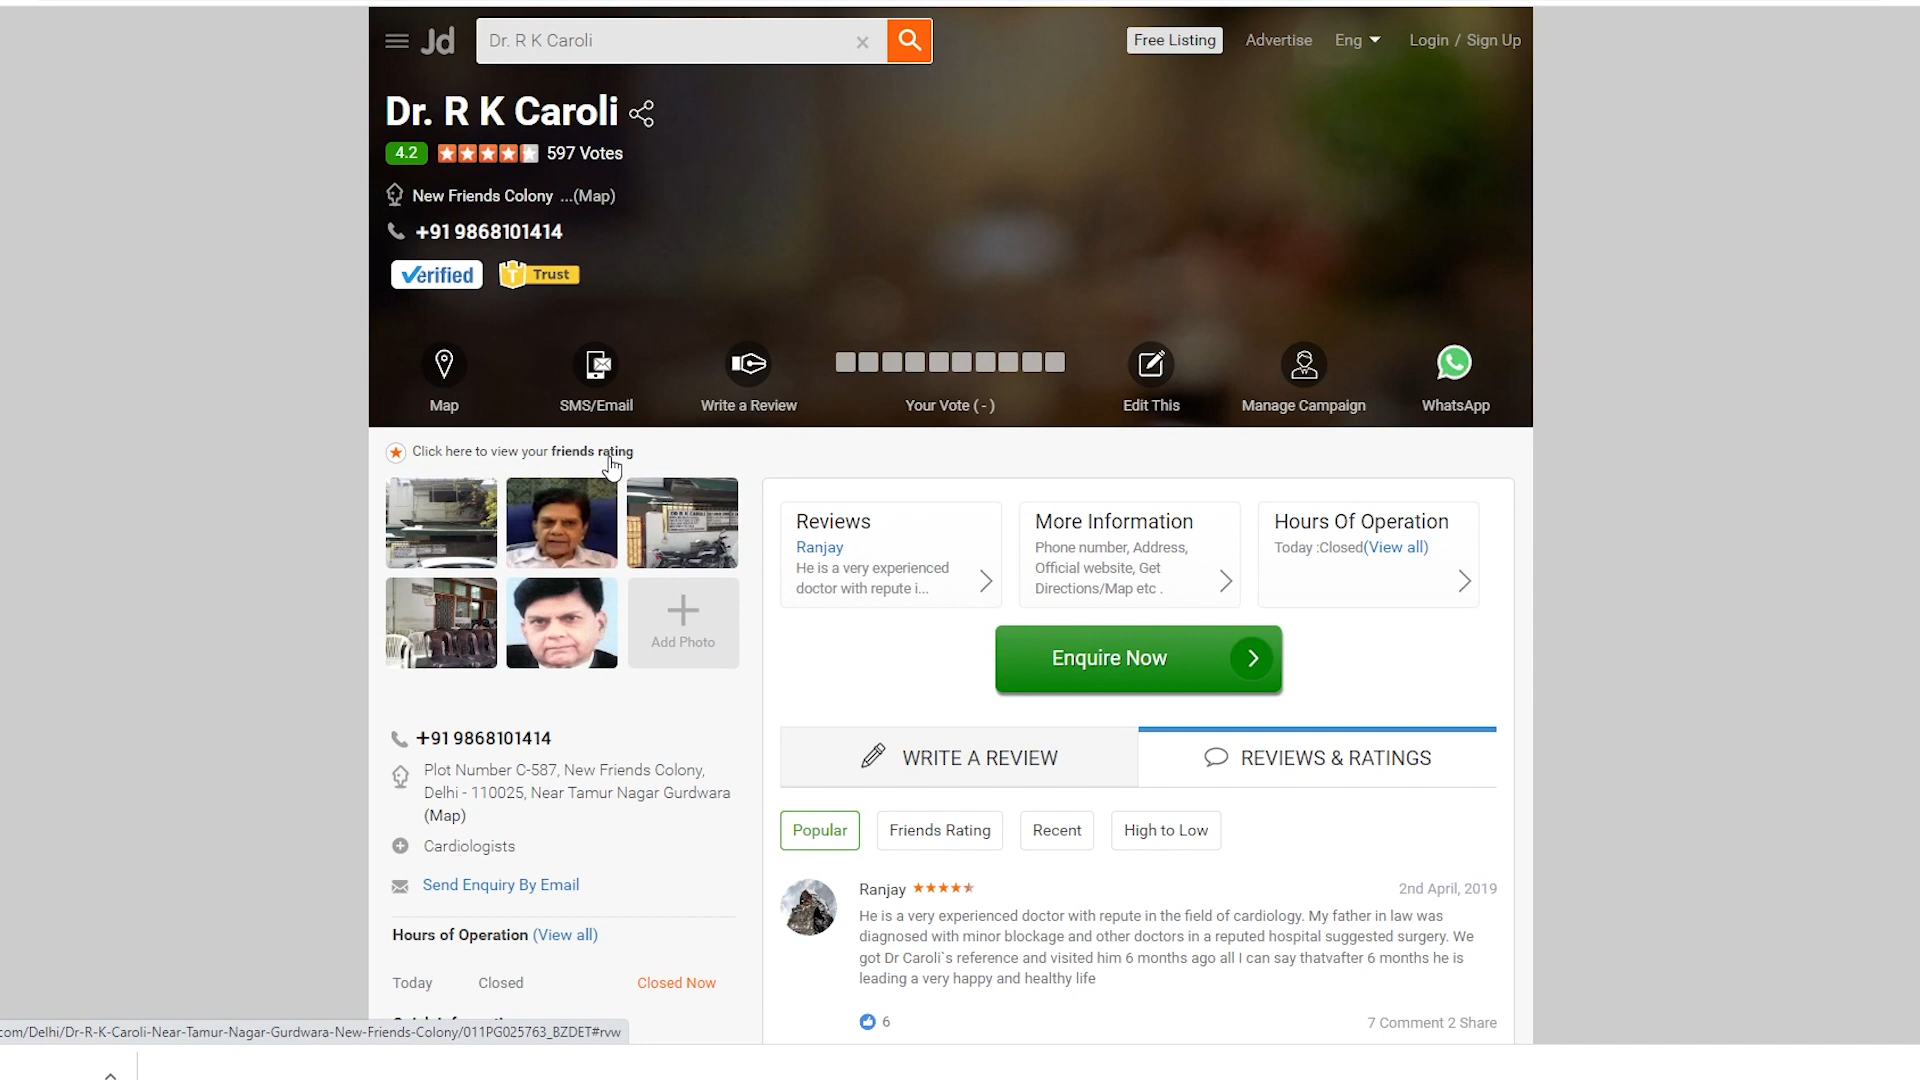 Jd
Dr. R K Caroli
Free Listing
Advertise
Eng
Login / Sign Up
Dr. R K Caroli
4.2
597 Votes
New Friends Colony ...(Map)
+91 9868101414
Verified
T Trust
Map
SMS/Email
Write a Review
Your Vote ( - )
Edit This
Manage Campaign
WhatsApp
Click here to view your friends rating
Add Photo
Reviews
Ranjay
He is a very experienced
doctor with repute i...
More Information
Phone number, Address,
Official website, Get
Directions/Map etc .
Hours Of Operation
Today :Closed(View all)
Enquire Now
+91 9868101414
Plot Number C-587, New Friends Colony,
Delhi - 110025, Near Tamur Nagar Gurdwara
(Map)
Cardiologists
Send Enquiry By Email
Hours of Operation (View all)
Today
Closed
Closed Now
WRITE A REVIEW
REVIEWS & RATINGS
Popular
Friends Rating
Recent
High to Low
Ranjay
2nd April, 2019
He is a very experienced doctor with repute in the field of cardiology. My father in law was
diagnosed with minor blockage and other doctors in a reputed hospital suggested surgery. We
got Dr Caroli`s reference and visited him 6 months ago all I can say thatvafter 6 months he is
leading a very happy and healthy life
6
7 Comment 2 Share
com/Delhi/Dr-R-K-Caroli-Near-Tamur-Nagar-Gurdwara-New-Friends-Colony/011PG025763_BZDET#rvw